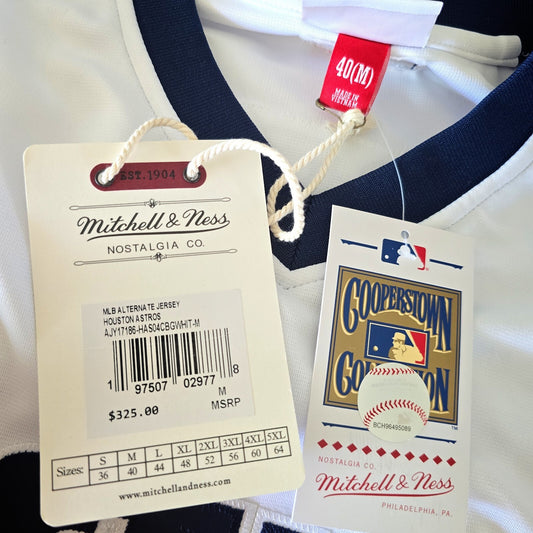 40(M)
MADE IN
VIETNAM
EST. 1904
Mitchell & Ness
NOSTALGIA CO.
MLB ALTERNATE JERSEY
HOUSTON ASTROS
AJY17186-HAS04CBGWHIT-M
1 97507 02977 8
M
$325.00 MSRP
Sizes: S M L XL 2XL 3XL 4XL 5XL
36 40 44 48 52 56 60 64
www.mitchellandness.com
COOPERSTOWN
COLLECTION
TM
BCH96495089
NOSTALGIA CO.
Mitchell & Ness
PHILADELPHIA, PA.